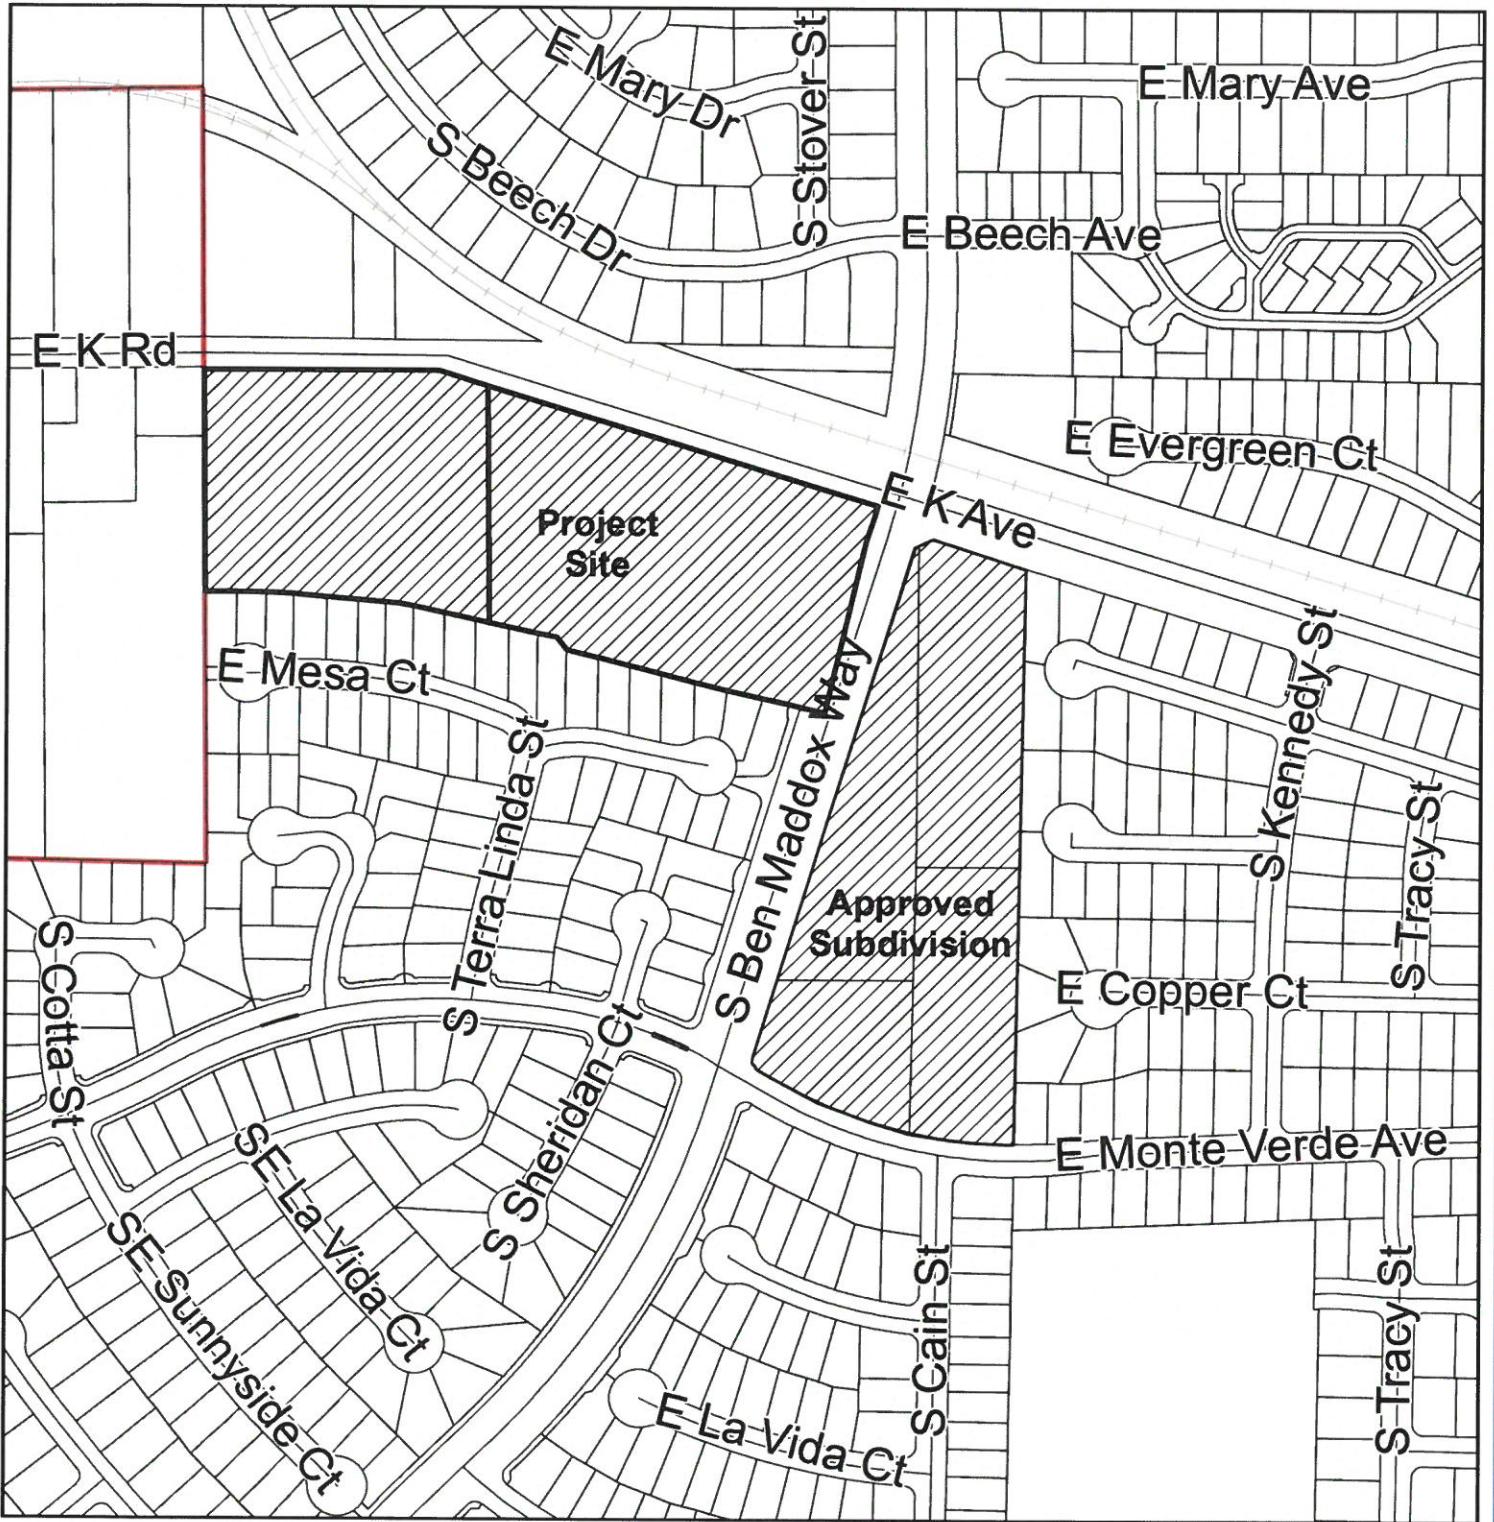 E Mary Dr
S Stover St
E Mary Ave
S Beech Dr
E Beech Ave
E K Rd
E Evergreen Ct
E K Ave
Project
Site
S Kennedy St
E Mesa Ct
S Terra Linda St
S Ben Maddox Way
S Tracy St
Approved
Subdivision
S Cotta St
E Copper Ct
S Sheridan Ct
E Monte Verde Ave
SE La Vida Ct
SE Sunnyside Ct
S Cain St
S Tracy St
E La Vida Ct